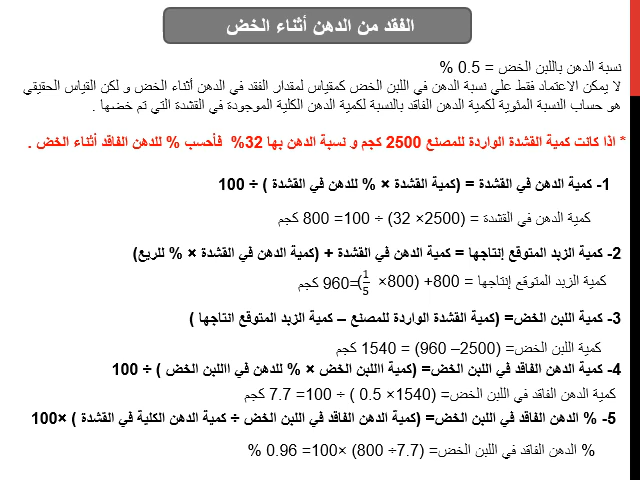 الفقد من الدهن أثناء الخض
نسبة الدهن باللبن الخض = 0.5 %
لا يمكن الاعتماد فقط علي نسبة الدهن في اللبن الخض كمقياس لمقدار الفقد في الدهن أثناء الخض و لكن القياس الحقيقي
هو حساب النسبة المئوية لكمية الدهن الفاقد بالنسبة لكمية الدهن الكلية الموجودة في القشدة التي تم خضها .
* اذا كانت كمية القشدة الواردة للمصنع 2500 كجم و نسبة الدهن بها 32% فأحسب % للدهن الفاقد أثناء الخض .
1- كمية الدهن في القشدة = (كمية القشدة × % للدهن في القشدة ) ÷ 100
كمية الدهن في القشدة = (2500× 32) ÷ 100= 800 كجم
2- كمية الزبد المتوقع إنتاجها = كمية الدهن في القشدة + (كمية الدهن في القشدة × % للريع)
كمية الزبد المتوقع إنتاجها = 800+ (800× 1/5)=960 كجم
3- كمية اللبن الخض= (كمية القشدة الواردة للمصنع – كمية الزبد المتوقع انتاجها )
كمية اللبن الخض= (2500– 960) = 1540 كجم
4- كمية الدهن الفاقد في اللبن الخض= (كمية االلبن الخض × % للدهن في االلبن الخض ) ÷ 100
كمية الدهن الفاقد في اللبن الخض= (1540× 0.5 ) ÷ 100= 7.7 كجم
5- % الدهن الفاقد في اللبن الخض= (كمية الدهن الفاقد في اللبن الخض ÷ كمية الدهن الكلية في القشدة ) ×100
% الدهن الفاقد في اللبن الخض= (7.7÷ 800) ×100= 0.96 %